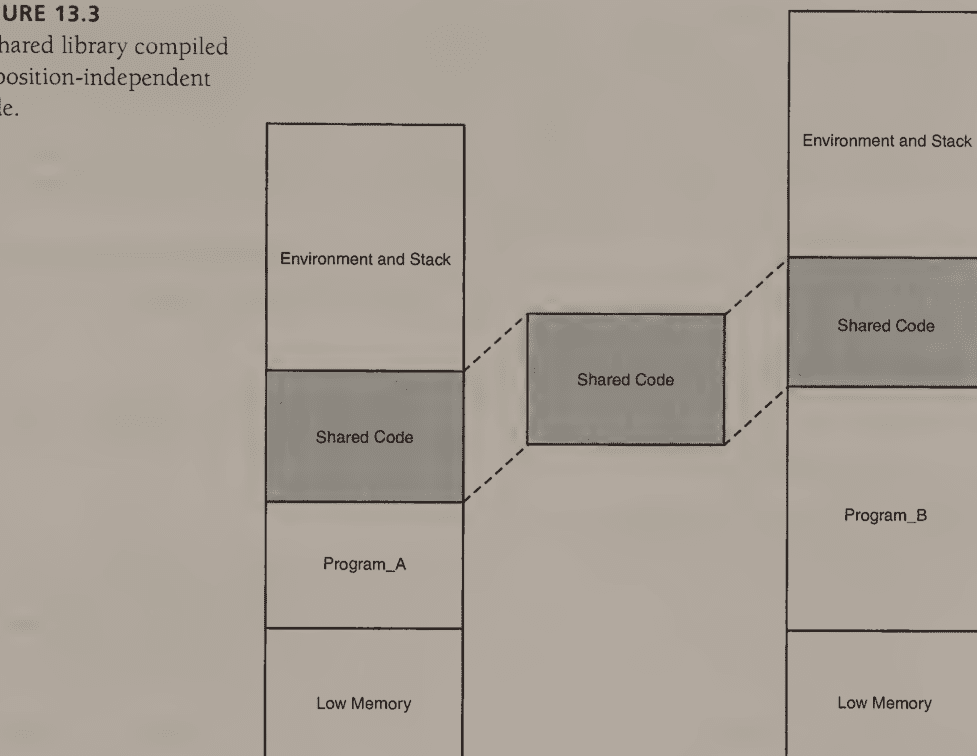 URE 13.3
hared library compiled
position-independent
le.
Environment and Stack
Environment and Stack
Shared Code
Shared Code
Shared Code
Program_B
Program_A
Low Memory
Low Memory